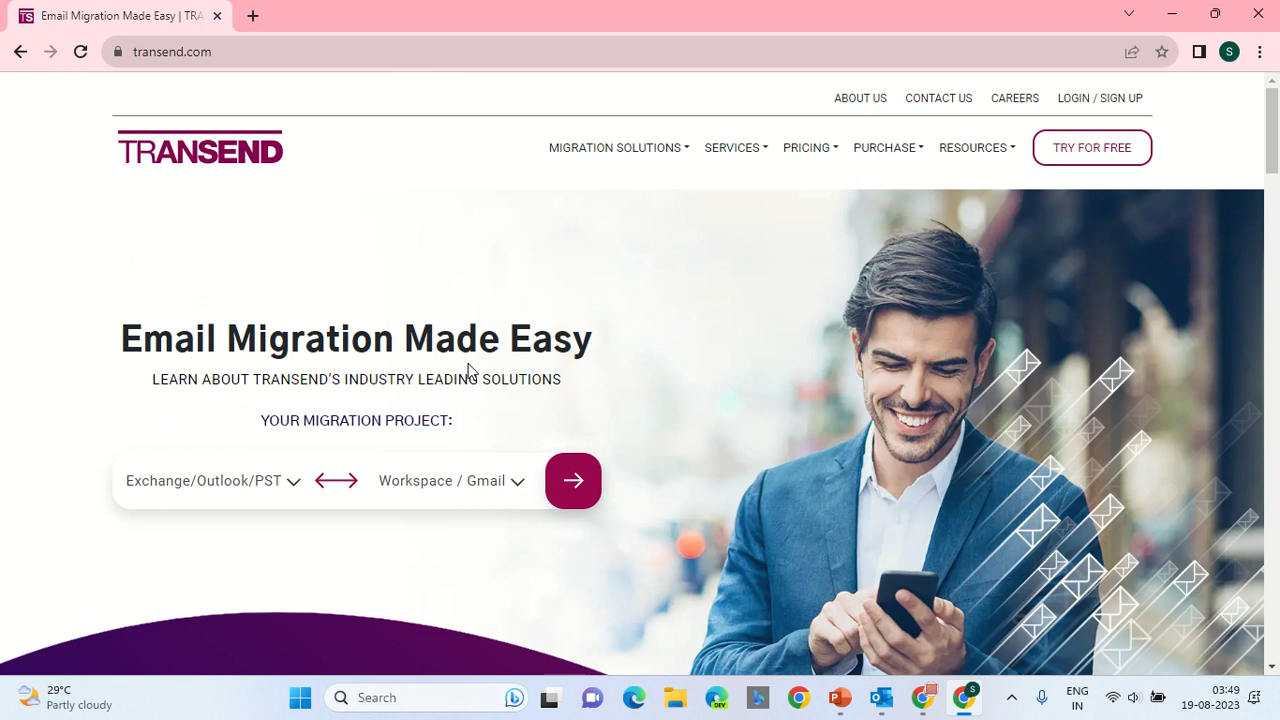 Email Migration Made Easy | TRA
transend.com
S
ABOUT US CONTACT US CAREERS LOGIN / SIGN UP
TRANSEND
MIGRATION SOLUTIONS SERVICES PRICING PURCHASE RESOURCES TRY FOR FREE
Email Migration Made Easy
LEARN ABOUT TRANSEND'S INDUSTRY LEADING SOLUTIONS
YOUR MIGRATION PROJECT:
Exchange/Outlook/PST Workspace / Gmail
29°C
Partly cloudy
Search
DEV
S
ENG
IN
03:49
19-08-2023